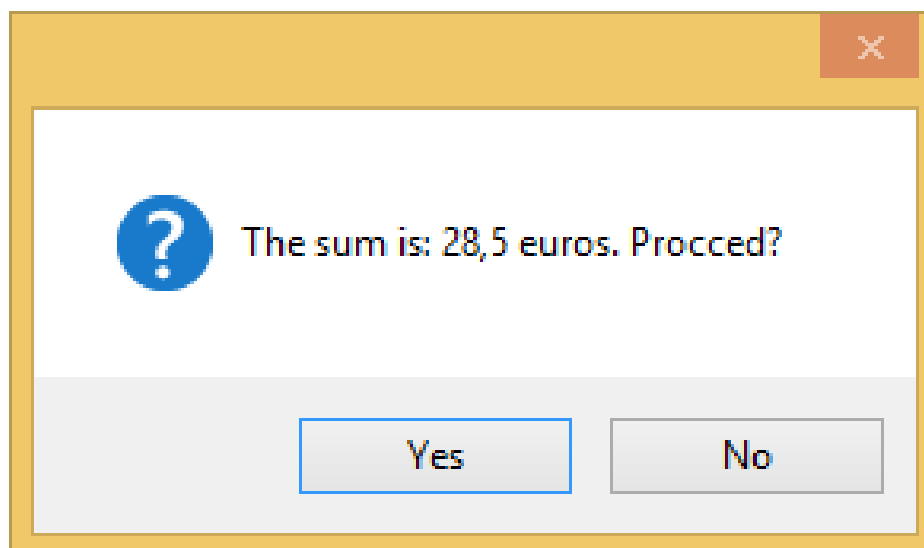 The sum is: 28,5 euros. Procced?
Yes
No